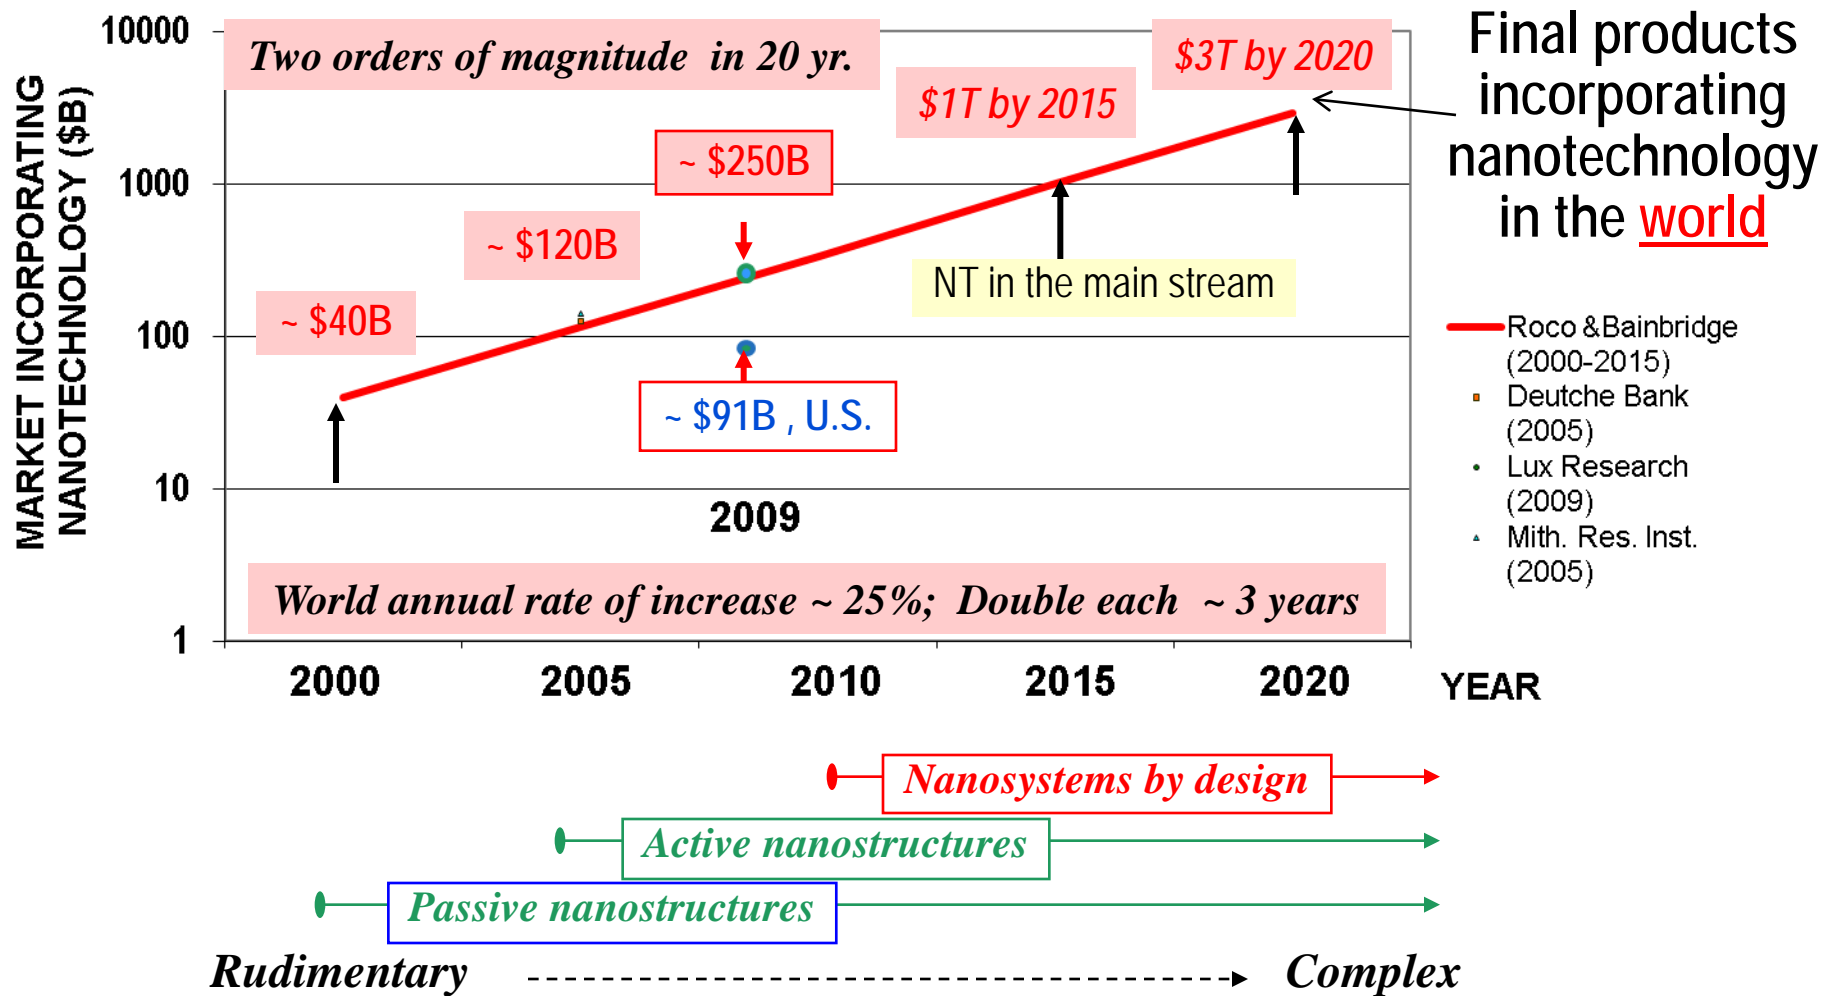 MARKET INCORPORATING
NANOTECHNOLOGY ($B)
10000
1000
100
10
1
Two orders of magnitude in 20 yr.
$3T by 2020
$1T by 2015
~ $250B
~ $120B
~ $40B
NT in the main stream
~ $91B , U.S.
2009
World annual rate of increase ~ 25%; Double each ~ 3 years
2000
2005
2010
2015
2020
YEAR
Final products
incorporating
nanotechnology
in the world
Roco &Bainbridge
(2000-2015)
Deutche Bank
(2005)
Lux Research
(2009)
Mith. Res. Inst.
(2005)
Nanosystems by design
Active nanostructures
Passive nanostructures
Rudimentary
Complex